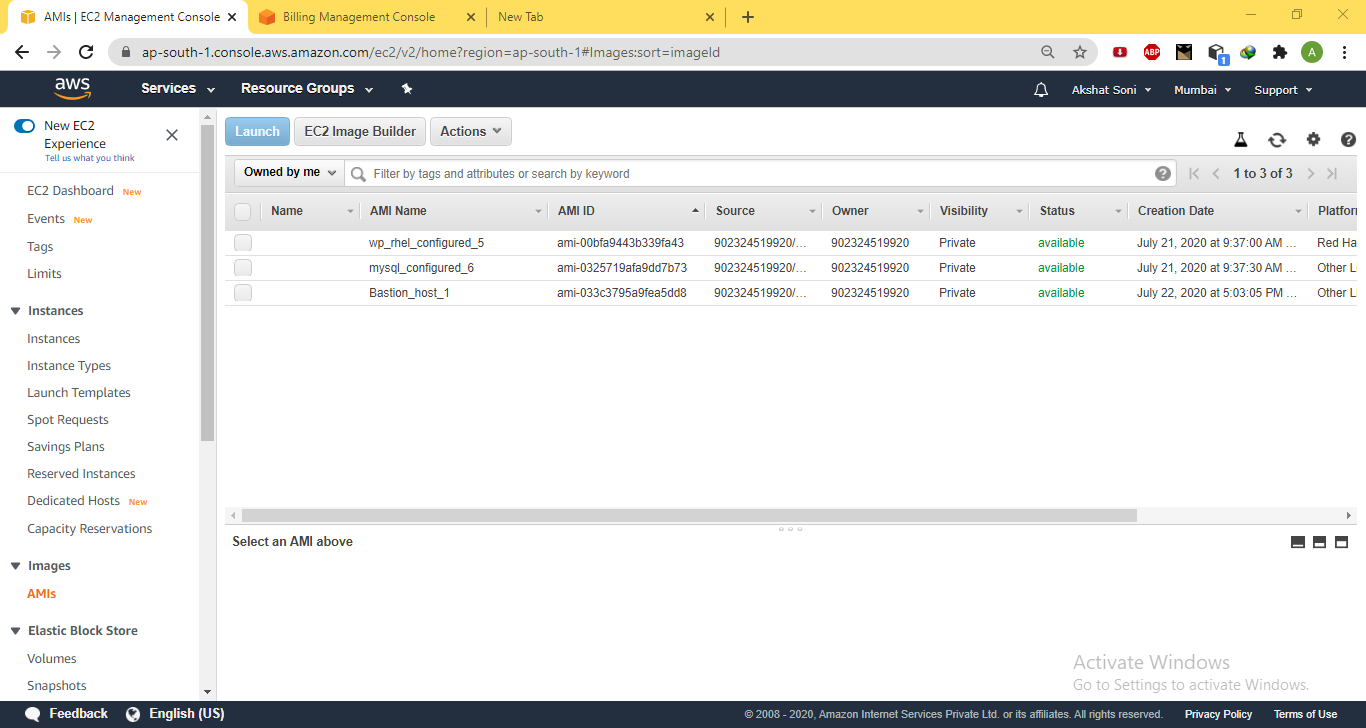 AMIs | EC2 Management Console
Billing Management Console
New Tab
ap-south-1.console.aws.amazon.com/ec2/v2/home?region=ap-south-1#Images:sort=imageId
ABP
1
A
aws
Services
Resource Groups
Akshat Soni
Mumbai
Support
New EC2
Experience
Tell us what you think
EC2 Dashboard New
Events New
Tags
Limits
Instances
Instances
Instance Types
Launch Templates
Spot Requests
Savings Plans
Reserved Instances
Dedicated Hosts New
Capacity Reservations
Images
AMIs
Elastic Block Store
Volumes
Snapshots
Launch
EC2 Image Builder
Actions
Owned by me
Filter by tags and attributes or search by keyword
1 to 3 of 3
Name AMI Name AMI ID Source Owner Visibility Status Creation Date Platfor
wp_rhel_configured_5 ami-00bfa9443b339fa43 902324519920/... 902324519920 Private available July 21, 2020 at 9:37:00 AM ... Red Ha
mysql_configured_6 ami-0325719afa9dd7b73 902324519920/... 902324519920 Private available July 21, 2020 at 9:37:30 AM ... Other L
Bastion_host_1 ami-033c3795a9fea5dd8 902324519920/... 902324519920 Private available July 22, 2020 at 5:03:05 PM ... Other L
Select an AMI above
Activate Windows
Go to Settings to activate Windows.
Feedback
English (US)
© 2008 - 2020, Amazon Internet Services Private Ltd. or its affiliates. All rights reserved.
Privacy Policy
Terms of Use